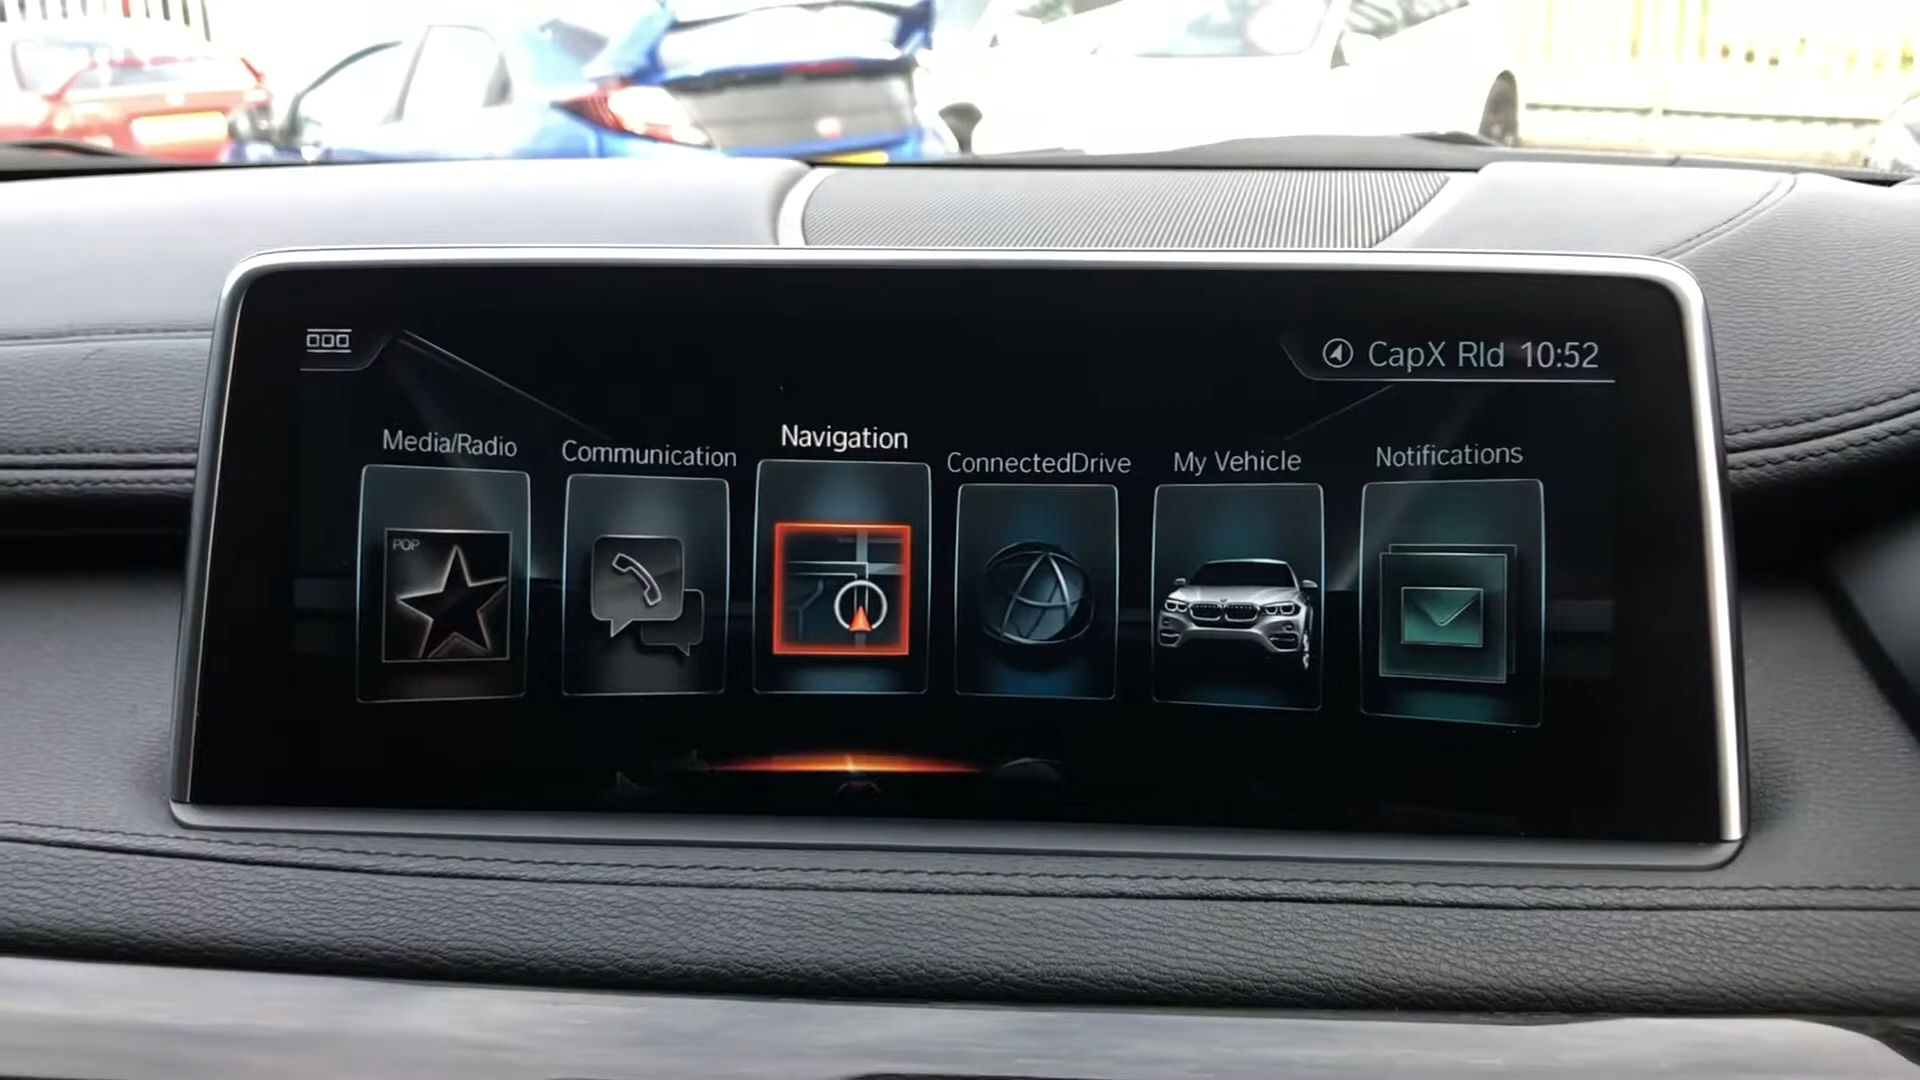 CapX Rld 10:52
Media/Radio
Communication
Navigation
ConnectedDrive
My Vehicle
Notifications
POP